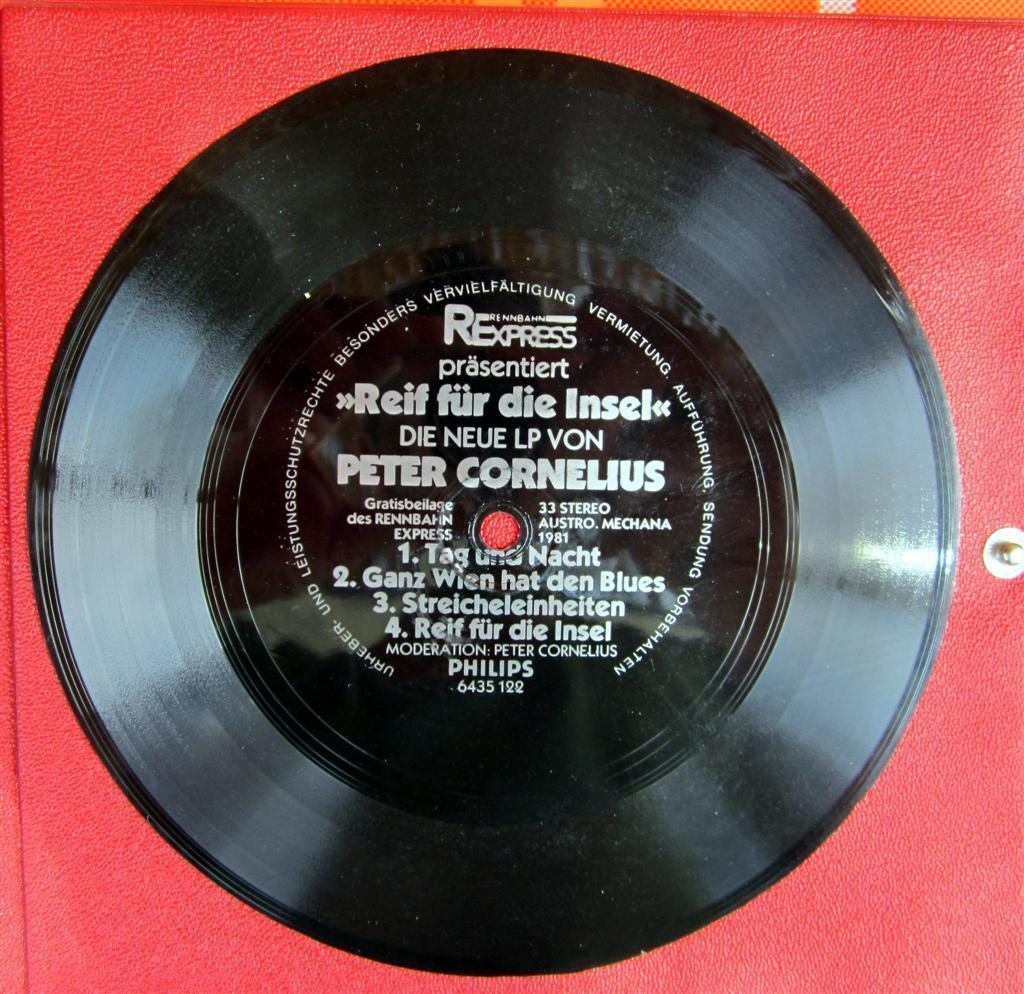 URHEBER- UND LEISTUNGSSCHUTZRECHTE BESONDERS VERVIELFÄLTIGUNG VERMIETUNG AUFFÜHRUNG, SENDUNG VORBEHALTEN
RENNBAHN
REXPRESS
präsentiert
»Reif für die Insel«
DIE NEUE LP VON
PETER CORNELIUS
Gratisbeilage
des RENNBAHN
EXPRESS
33 STEREO
AUSTRO. MECHANA
1981
1. Tag und Nacht
2. Ganz Wien hat den Blues
3. Streicheleinheiten
4. Reif für die Insel
MODERATION: PETER CORNELIUS
PHILIPS
6435 122